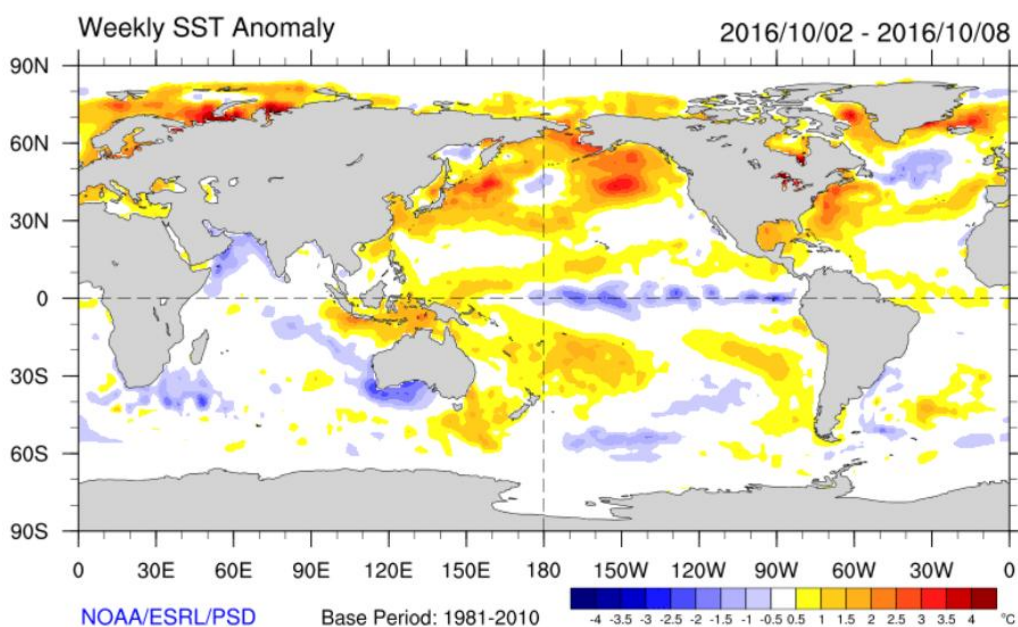 Weekly SST Anomaly 2016/10/02 - 2016/10/08
90N
60N
30N
0
30S
60S
90S
0 30E 60E 90E 120E 150E 180 150W 120W 90W 60W 30W 0
NOAA/ESRL/PSD Base Period: 1981-2010
-4 -3.5 -3 -2.5 -2 -1.5 -1 -0.5 0.5 1 1.5 2 2.5 3 3.5 4 °C